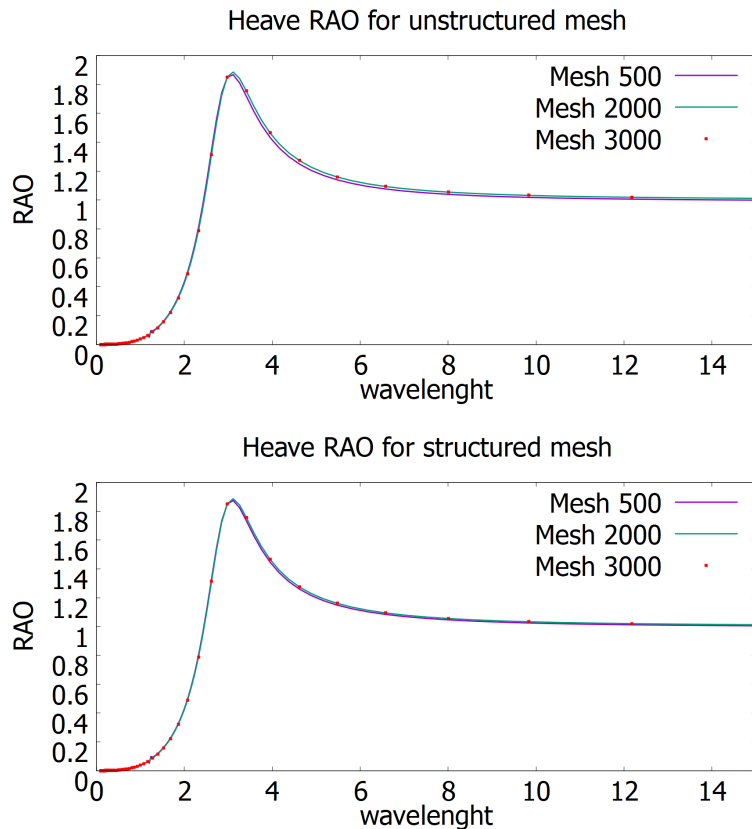 Heave RAO for unstructured mesh
2
1.8
1.6
1.4
1.2
1
0.8
0.6
0.4
0.2
0
RAO
Mesh 500
Mesh 2000
Mesh 3000
0 2 4 6 8 10 12 14
wavelenght
Heave RAO for structured mesh
2
1.8
1.6
1.4
1.2
1
0.8
0.6
0.4
0.2
0
RAO
Mesh 500
Mesh 2000
Mesh 3000
0 2 4 6 8 10 12 14
wavelenght